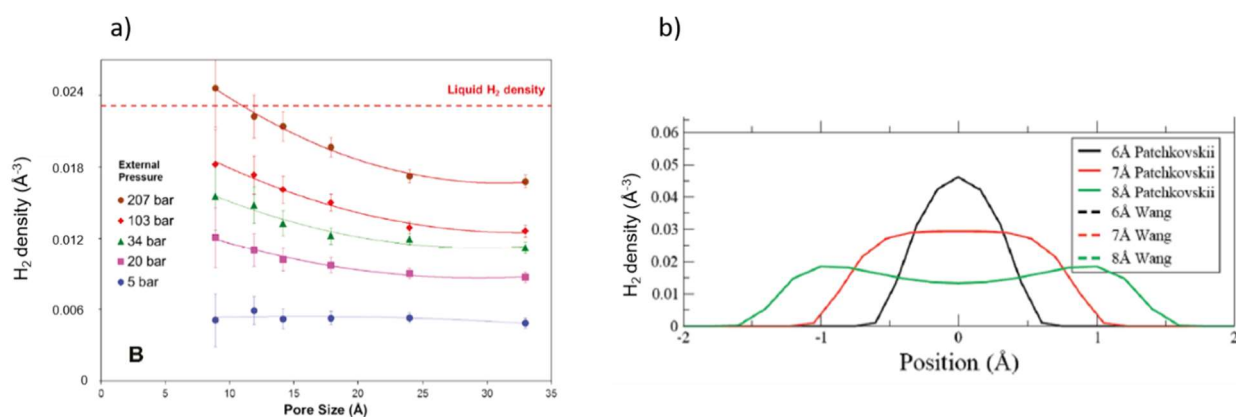 a)
H2 density (Å-3)
0.024
0.018
0.012
0.006
0
Liquid H2 density
External
Pressure
207 bar
103 bar
34 bar
20 bar
5 bar
B
0 5 10 15 20 25 30 35
Pore Size (Å)
b)
H2 density (Å-3)
0.06
0.05
0.04
0.03
0.02
0.01
0
6Å Patchkovskii
7Å Patchkovskii
8Å Patchkovskii
6Å Wang
7Å Wang
8Å Wang
-2 -1 0 1 2
Position (Å)